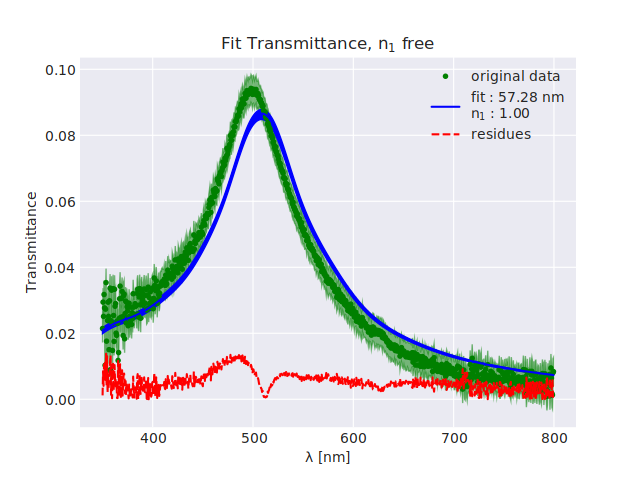 Fit Transmittance, n₁ free
original data
fit : 57.28 nm
n₁ : 1.00
residues
Transmittance
0.10
0.08
0.06
0.04
0.02
0.00
400
500
600
700
800
λ [nm]